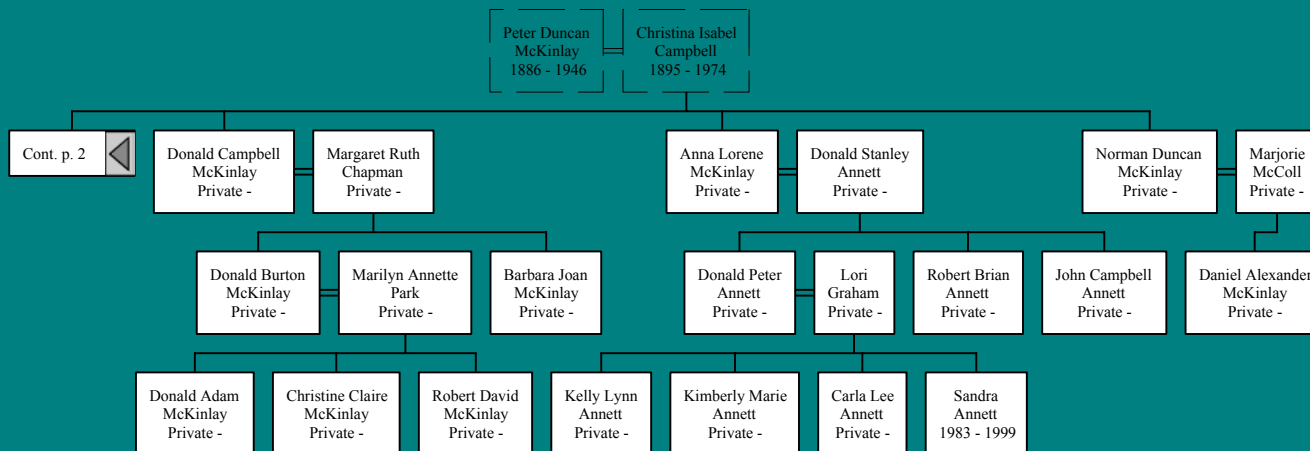 Peter Duncan
McKinlay
1886 - 1946
Christina Isabel
Campbell
1895 - 1974
Cont. p. 2
Donald Campbell
McKinlay
Private -
Margaret Ruth
Chapman
Private -
Anna Lorene
McKinlay
Private -
Donald Stanley
Annett
Private -
Norman Duncan
McKinlay
Private -
Marjorie
McColl
Private -
Donald Burton
McKinlay
Private -
Marilyn Annette
Park
Private -
Barbara Joan
McKinlay
Private -
Donald Peter
Annett
Private -
Lori
Graham
Private -
Robert Brian
Annett
Private -
John Campbell
Annett
Private -
Daniel Alexander
McKinlay
Private -
Donald Adam
McKinlay
Private -
Christine Claire
McKinlay
Private -
Robert David
McKinlay
Private -
Kelly Lynn
Annett
Private -
Kimberly Marie
Annett
Private -
Carla Lee
Annett
Private -
Sandra
Annett
1983 - 1999